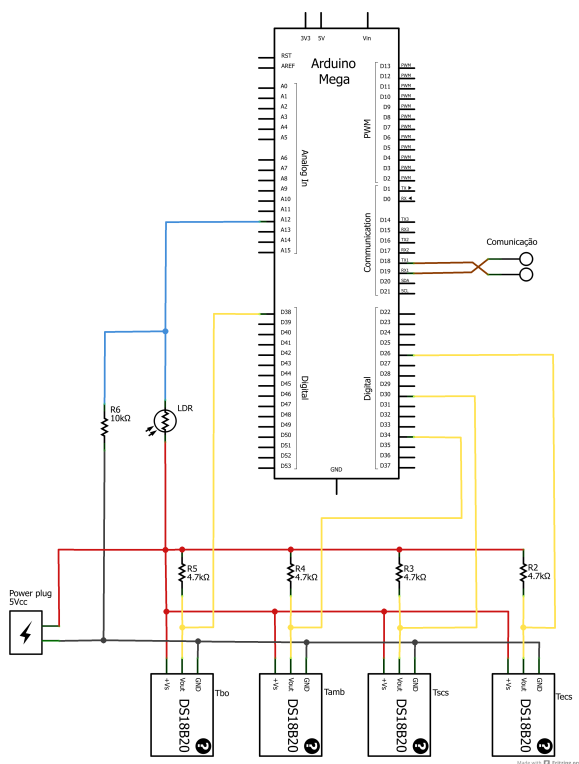 3V3 5V Vin
Arduino
Mega
RST
AREF
A0
A1
A2
A3
A4
A5
A6
A7
A8
A9
A10
A11
A12
A13
A14
A15
Analog In
D38
D39
D40
D41
D42
D43
D44
D45
D46
D47
D48
D49
D50
D51
D52
D53
Digital
GND
D13 PWM
D12 PWM
D11 PWM
D10 PWM
D9 PWM
D8 PWM
D7 PWM
D6 PWM
D5 PWM
D4 PWM
D3 PWM
D2 PWM
PWM
D1 TX
D0 RX
D14 TX3
D15 RX3
D16 TX2
D17 RX2
D18 TX1
D19 RX1
D20 SDA
D21 SCL
Communication
D22
D23
D24
D25
D26
D27
D28
D29
D30
D31
D32
D33
D34
D35
D36
D37
Digital
Comunicação
R6
10kΩ
LDR
R5
4.7kΩ
R4
4.7kΩ
R3
4.7kΩ
R2
4.7kΩ
Power plug
5Vcc
+Vs Vout GND
DS18B20
?
Tbo
+Vs Vout GND
DS18B20
?
Tamb
+Vs Vout GND
DS18B20
?
Tscs
+Vs Vout GND
DS18B20
?
Tecs